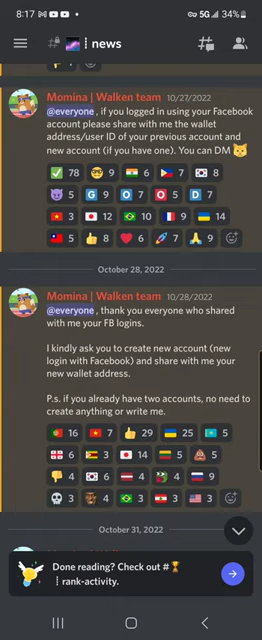 8:17
5G 34%
# news
7
Momina | Walken team 10/27/2022
@everyone, if you logged in using your Facebook
account please share with me the wallet
address/user ID of your previous account and
new account (if you have one). You can DM
78 9 6 7 8
5 G 9 O 7 O 5 D 7
3 12 10 9 14
5 8 6 7 9
October 28, 2022
Momina | Walken team 10/28/2022
@everyone, thank you everyone who shared
with me your FB logins.
I kindly ask you to create new account (new
login with Facebook) and share with me your
new wallet address.
P.s. if you already have two accounts, no need to
create anything or write me.
16 7 29 25 5
6 3 14 5 5
4 6 4 4 9
3 4 3 3 3
October 31, 2022
Done reading? Check out #
rank-activity.